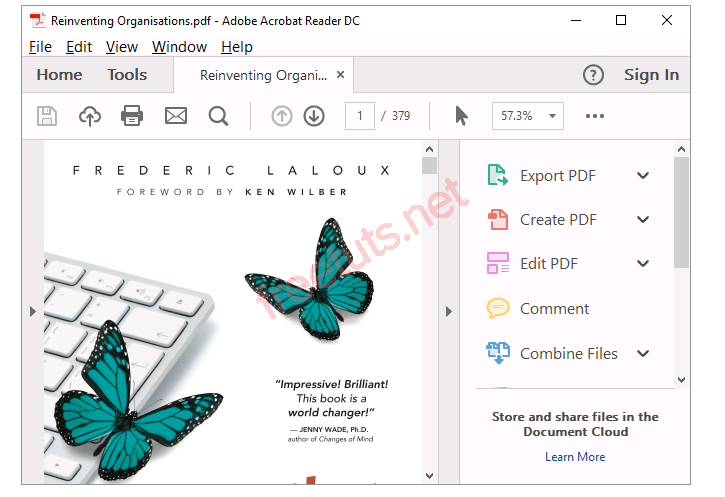 Reinventing Organisations.pdf - Adobe Acrobat Reader DC
File Edit View Window Help
Home Tools Reinventing Organi... × ? Sign In
1 / 379 57.3%
FREDERIC LALOUX
FOREWORD BY KEN WILBER
freetuts.net
“Impressive! Brilliant!
This book is a
world changer!”
— JENNY WADE, Ph.D.
author of Changes of Mind
Export PDF
Create PDF
Edit PDF
Comment
Combine Files
Store and share files in the
Document Cloud
Learn More